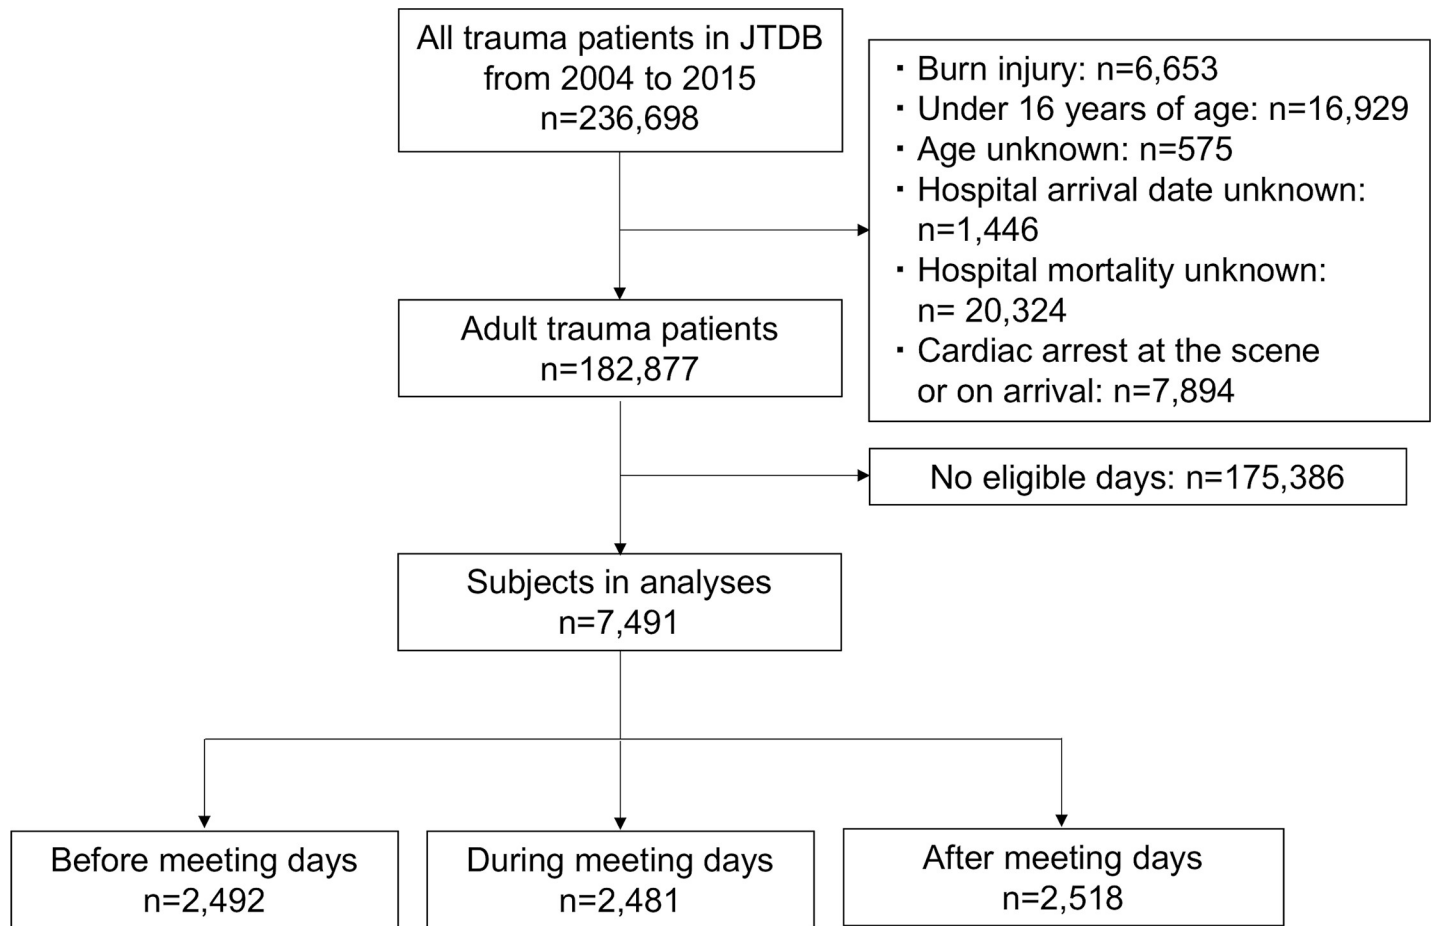 All trauma patients in JTDB
from 2004 to 2015
n=236,698
・Burn injury: n=6,653
・Under 16 years of age: n=16,929
・Age unknown: n=575
・Hospital arrival date unknown:
n=1,446
・Hospital mortality unknown:
n= 20,324
・Cardiac arrest at the scene
or on arrival: n=7,894
Adult trauma patients
n=182,877
No eligible days: n=175,386
Subjects in analyses
n=7,491
Before meeting days
n=2,492
During meeting days
n=2,481
After meeting days
n=2,518